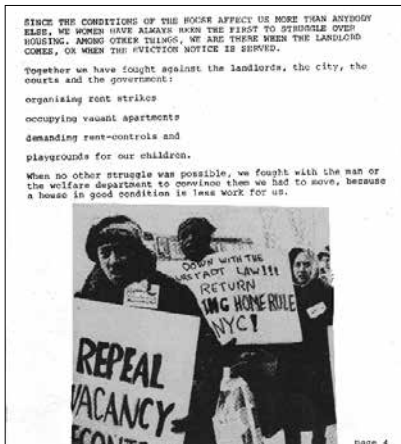 SINCE THE CONDITIONS OF THE HOUSE AFFECT US MORE THAN ANYBODY
ELSE, WE WOMEN HAVE ALWAYS BEEN THE FIRST TO STRUGGLE OVER
HOUSING. AMONG OTHER THINGS, WE ARE THERE WHEN THE LANDLORD
COMES, OR WHEN THE EVICTION NOTICE IS SERVED.
Together we have fought against the landlords, the city, the
courts and the government:
organizing rent strikes
occupying vacant apartments
demanding rent-controls and
playgrounds for our children.
When no other struggle was possible, we fought with the man or
the welfare department to convince them we had to move, because
a house in good condition is less work for us.
DOWN WITH THE
LAW!!!
RETURN
HOME RULE
NYC!
REPEAL
VACANCY
page 4